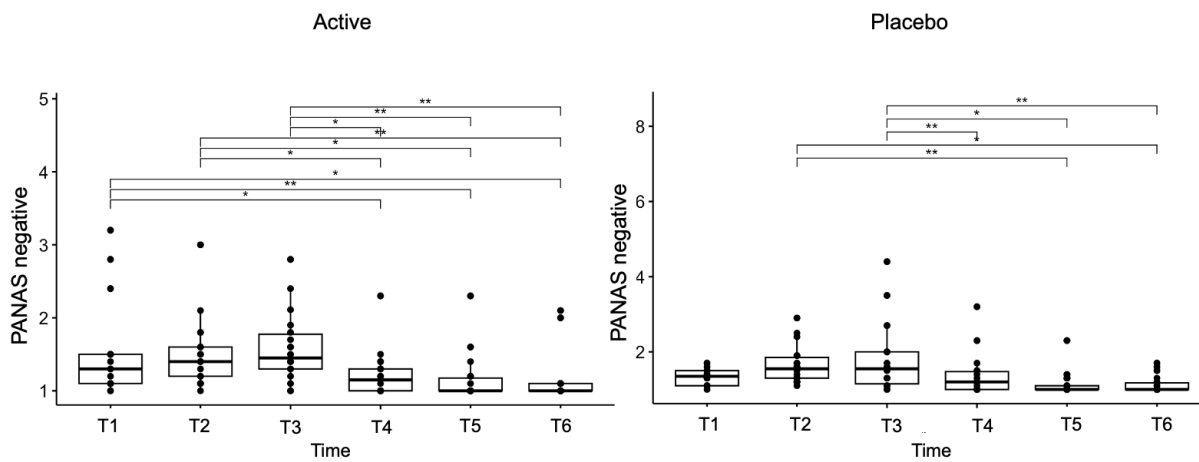 Active
Placebo
PANAS negative
5
4
3
2
1
**
**
*
**
*
*
*
**
*
T1 T2 T3 T4 T5 T6
Time
PANAS negative
8
6
4
2
**
*
**
*
**
T1 T2 T3 T4 T5 T6
Time